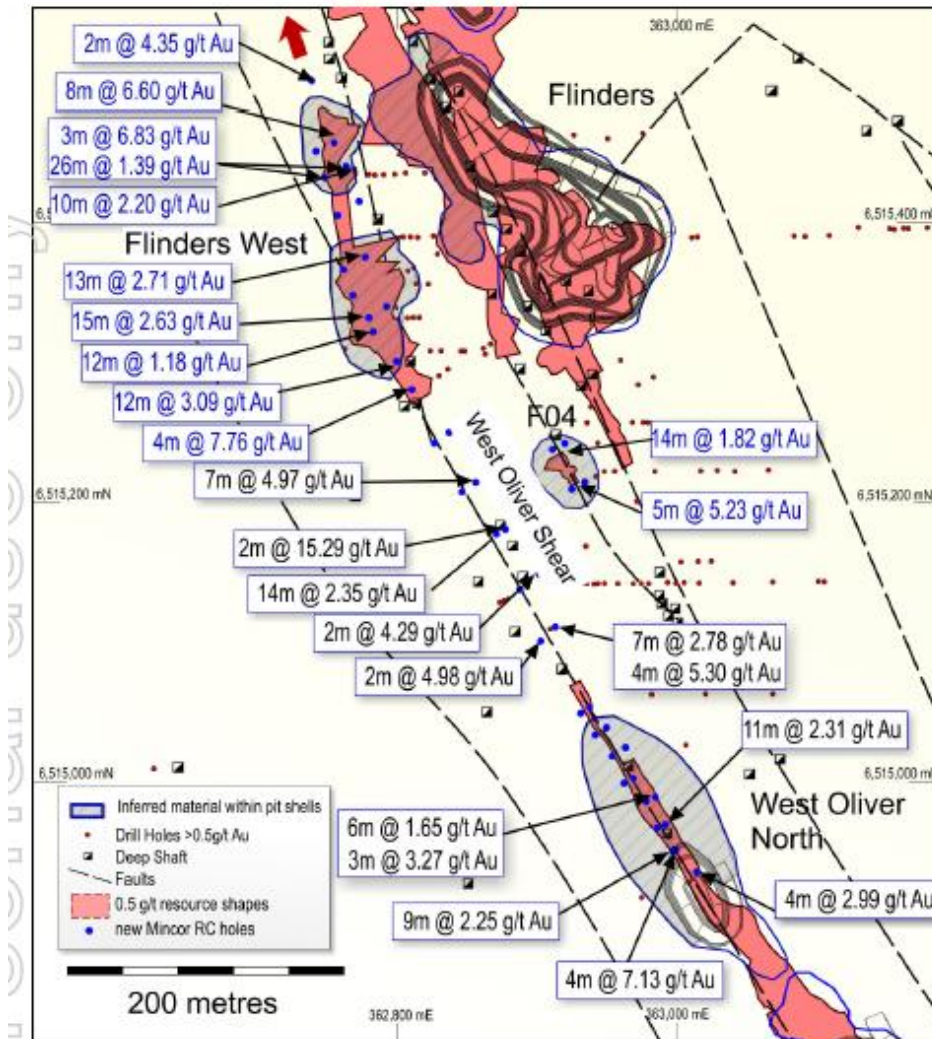 363,000 mE
2m @ 4.35 g/t Au
8m @ 6.60 g/t Au
3m @ 6.83 g/t Au
26m @ 1.39 g/t Au
10m @ 2.20 g/t Au
Flinders
6,515,400 mN
Flinders West
13m @ 2.71 g/t Au
15m @ 2.63 g/t Au
12m @ 1.18 g/t Au
12m @ 3.09 g/t Au
4m @ 7.76 g/t Au
F04
14m @ 1.82 g/t Au
West Oliver Shear
7m @ 4.97 g/t Au
6,515,200 mN
6,515,200 mN
5m @ 5.23 g/t Au
2m @ 15.29 g/t Au
14m @ 2.35 g/t Au
2m @ 4.29 g/t Au
2m @ 4.98 g/t Au
7m @ 2.78 g/t Au
4m @ 5.30 g/t Au
11m @ 2.31 g/t Au
6,515,000 mN
6,515,000 mN
West Oliver
North
6m @ 1.65 g/t Au
3m @ 3.27 g/t Au
9m @ 2.25 g/t Au
4m @ 2.99 g/t Au
4m @ 7.13 g/t Au
Inferred material within pit shells
Drill Holes >0.5g/t Au
Deep Shaft
Faults
0.5 g/t resource shapes
new Mincor RC holes
200 metres
362,800 mE
363,000 mE